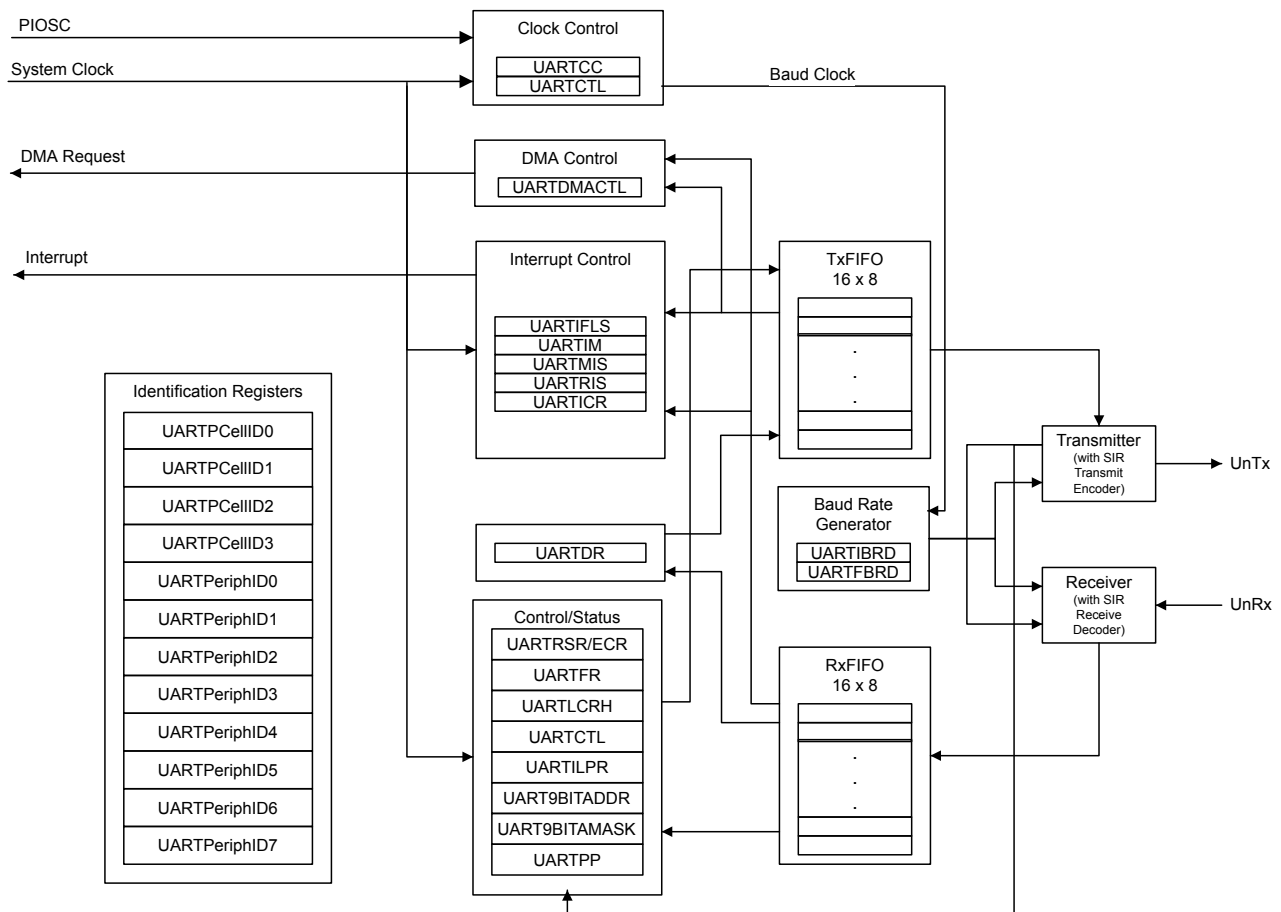 PIOSC
System Clock
Clock Control
UARTCC
UARTCTL
Baud Clock
DMA Request
DMA Control
UARTDMACTL
Interrupt
Interrupt Control
UARTIFLS
UARTIM
UARTMIS
UARTRIS
UARTICR
TxFIFO
16 x 8
.
.
.
Identification Registers
UARTPCellID0
UARTPCellID1
UARTPCellID2
UARTPCellID3
UARTPeriphID0
UARTPeriphID1
UARTPeriphID2
UARTPeriphID3
UARTPeriphID4
UARTPeriphID5
UARTPeriphID6
UARTPeriphID7
Transmitter
(with SIR
Transmit
Encoder)
UnTx
Baud Rate
Generator
UARTIBRD
UARTFBRD
UARTDR
Receiver
(with SIR
Receive
Decoder)
UnRx
Control/Status
UARTRSR/ECR
UARTFR
UARTLCRH
UARTCTL
UARTILPR
UART9BITADDR
UART9BITAMASK
UARTPP
RxFIFO
16 x 8
.
.
.